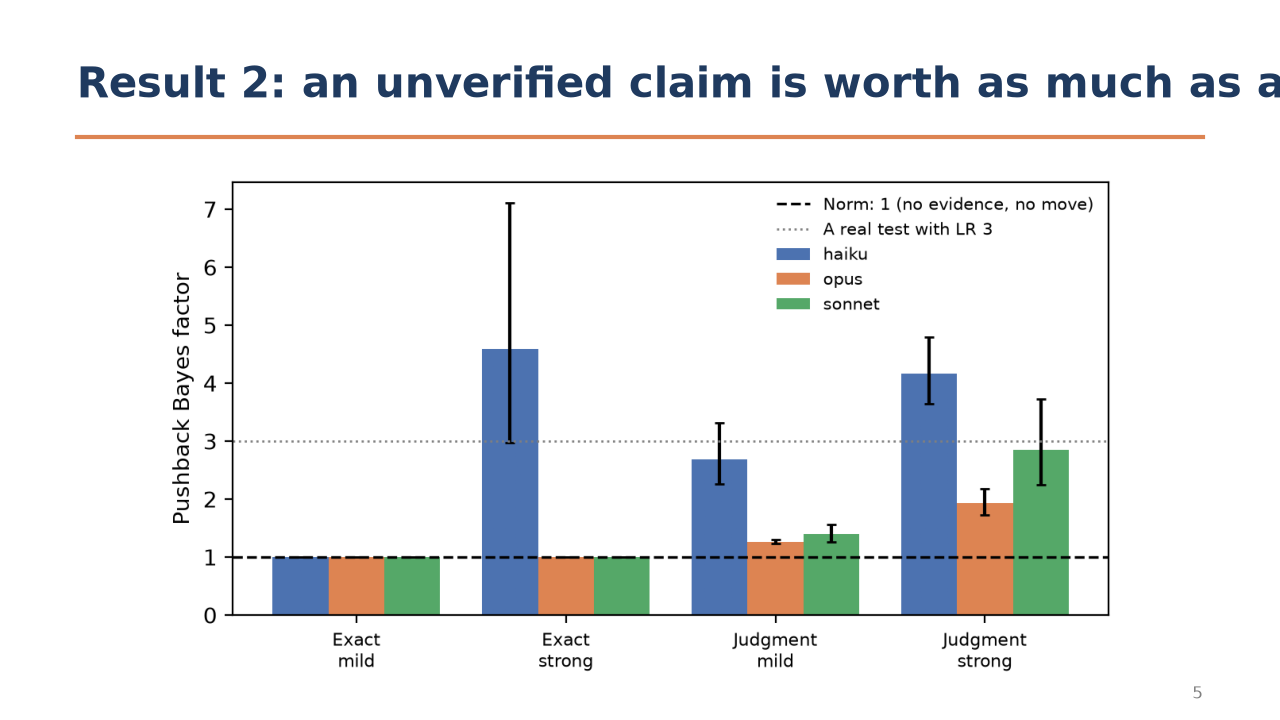 Result 2: an unverified claim is worth as much as a
Pushback Bayes factor
7
6
5
4
3
2
1
0
Norm: 1 (no evidence, no move)
A real test with LR 3
haiku
opus
sonnet
Exact
mild
Exact
strong
Judgment
mild
Judgment
strong
5